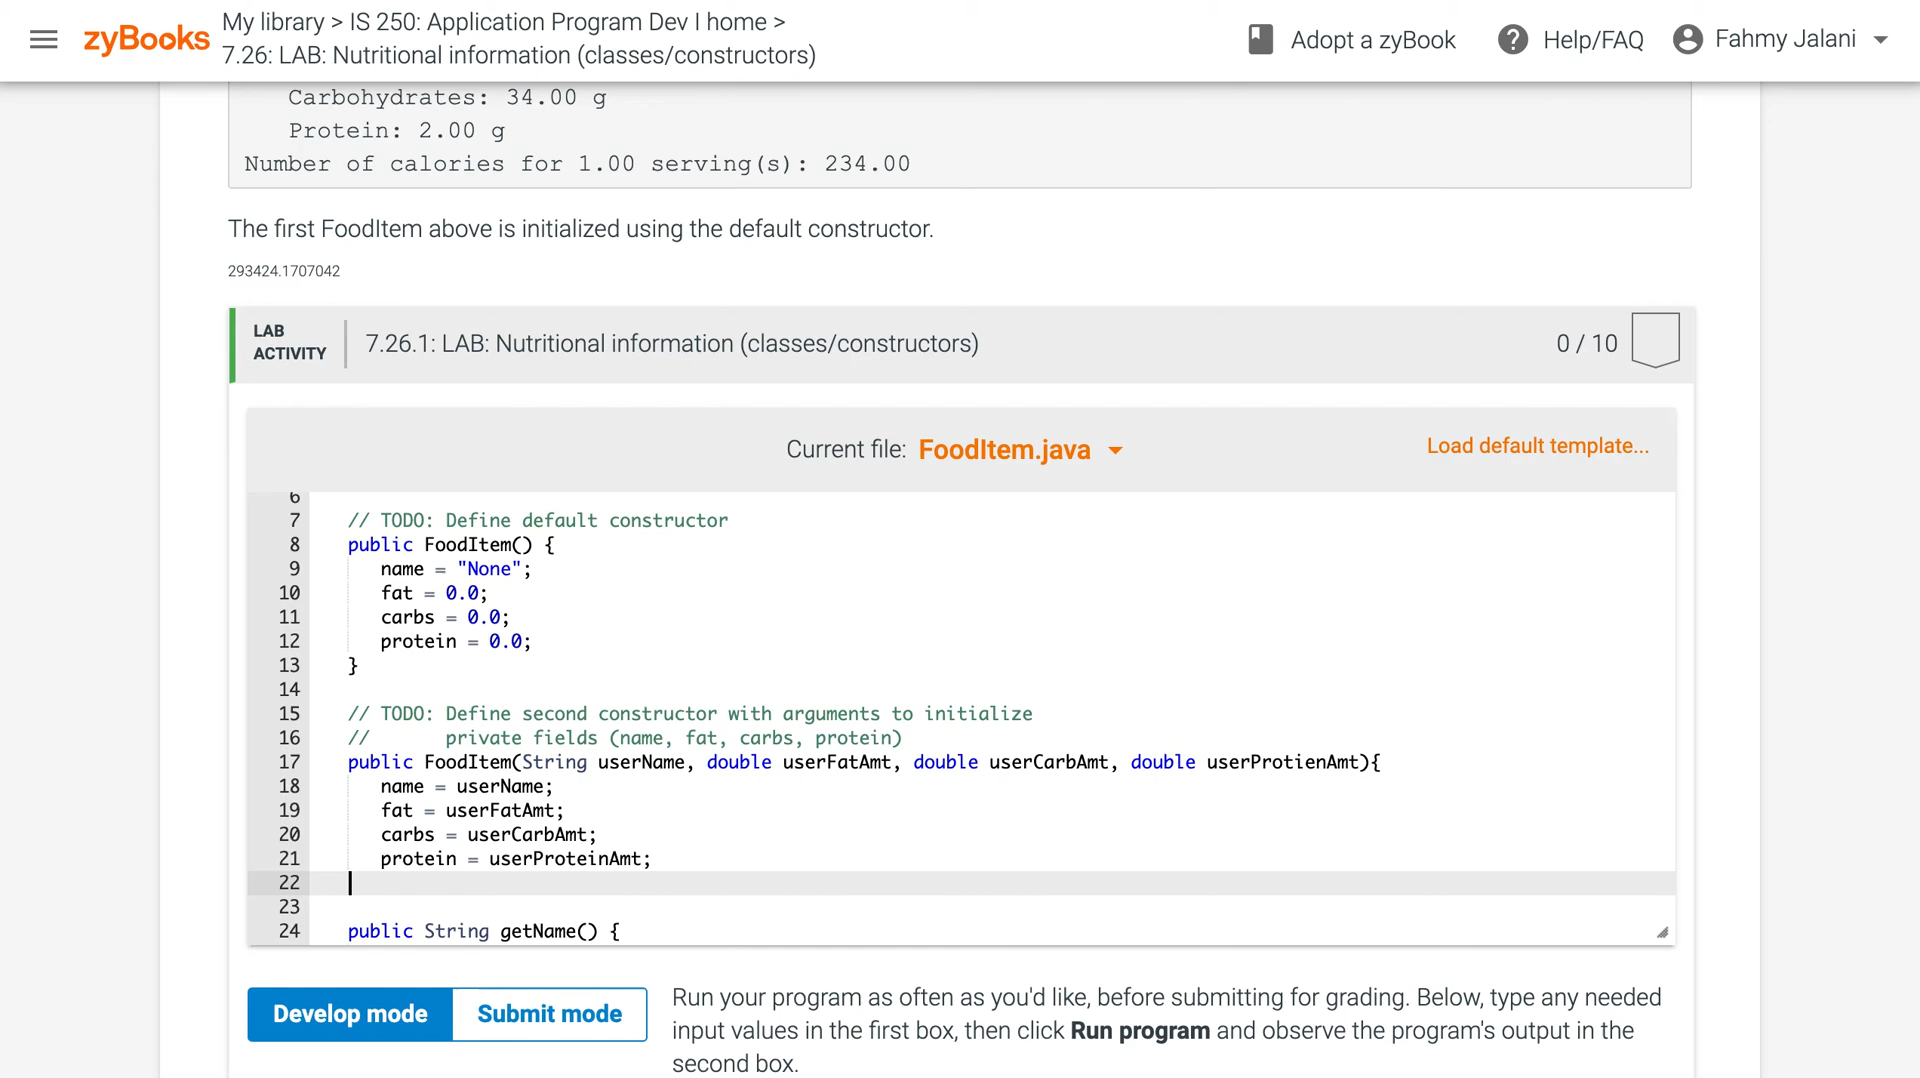 zyBooks
My library > IS 250: Application Program Dev I home >
7.26: LAB: Nutritional information (classes/constructors)
Adopt a zyBook
? Help/FAQ
Fahmy Jalani
Carbohydrates: 34.00 g
Protein: 2.00 g
Number of calories for 1.00 serving(s): 234.00
The first FoodItem above is initialized using the default constructor.
293424.1707042
LAB
ACTIVITY
7.26.1: LAB: Nutritional information (classes/constructors)
0 / 10
Current file: FoodItem.java
Load default template...
6
7 // TODO: Define default constructor
8 public FoodItem() {
9 name = "None";
10 fat = 0.0;
11 carbs = 0.0;
12 protein = 0.0;
13 }
14
15 // TODO: Define second constructor with arguments to initialize
16 // private fields (name, fat, carbs, protein)
17 public FoodItem(String userName, double userFatAmt, double userCarbAmt, double userProtienAmt){
18 name = userName;
19 fat = userFatAmt;
20 carbs = userCarbAmt;
21 protein = userProteinAmt;
22
23
24 public String getName() {
Develop mode
Submit mode
Run your program as often as you'd like, before submitting for grading. Below, type any needed
input values in the first box, then click Run program and observe the program's output in the
second box.